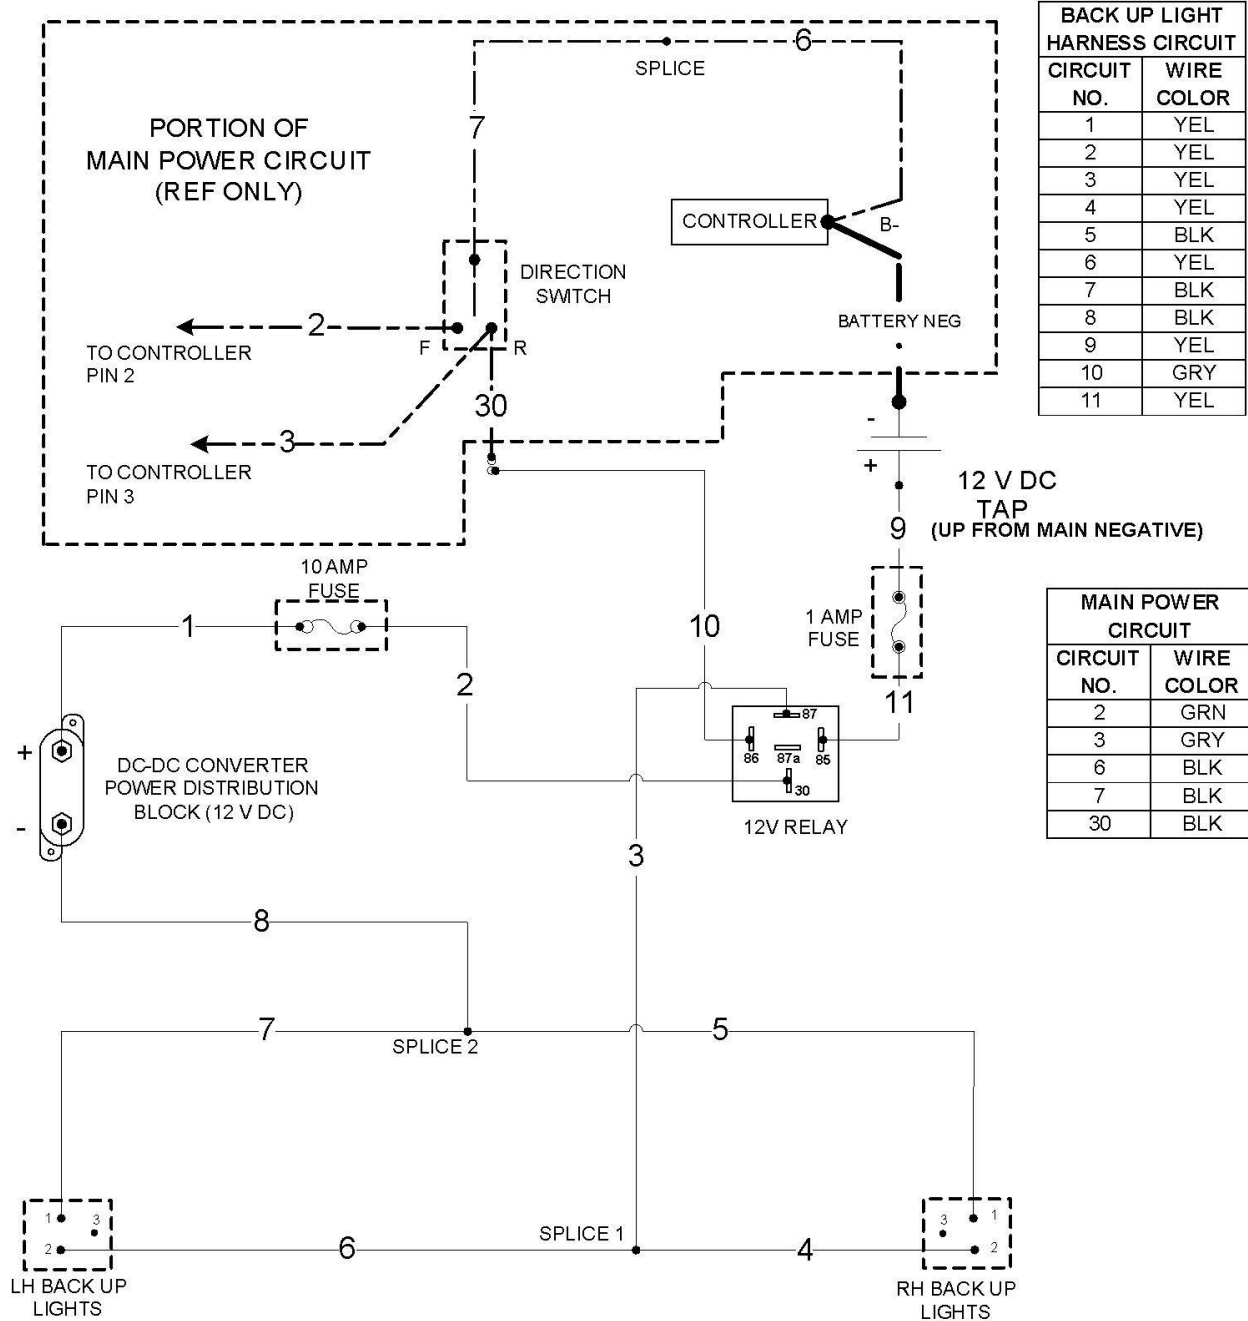 BACK UP LIGHT
HARNESS CIRCUIT
CIRCUIT NO. WIRE COLOR
1 YEL
2 YEL
3 YEL
4 YEL
5 BLK
6 YEL
7 BLK
8 BLK
9 YEL
10 GRY
11 YEL
6
SPLICE
7
PORTION OF
MAIN POWER CIRCUIT
(REF ONLY)
CONTROLLER
B-
DIRECTION
SWITCH
BATTERY NEG
2
F
R
TO CONTROLLER
PIN 2
30
3
TO CONTROLLER
PIN 3
-
+
12 V DC
TAP
(UP FROM MAIN NEGATIVE)
9
10 AMP
FUSE
1
2
10
1 AMP
FUSE
11
MAIN POWER
CIRCUIT
CIRCUIT NO. WIRE COLOR
2 GRN
3 GRY
6 BLK
7 BLK
30 BLK
87
86
87a
85
30
12V RELAY
+
-
DC-DC CONVERTER
POWER DISTRIBUTION
BLOCK (12 V DC)
3
8
7
SPLICE 2
5
1
3
2
LH BACK UP
LIGHTS
6
SPLICE 1
4
3
1
2
RH BACK UP
LIGHTS